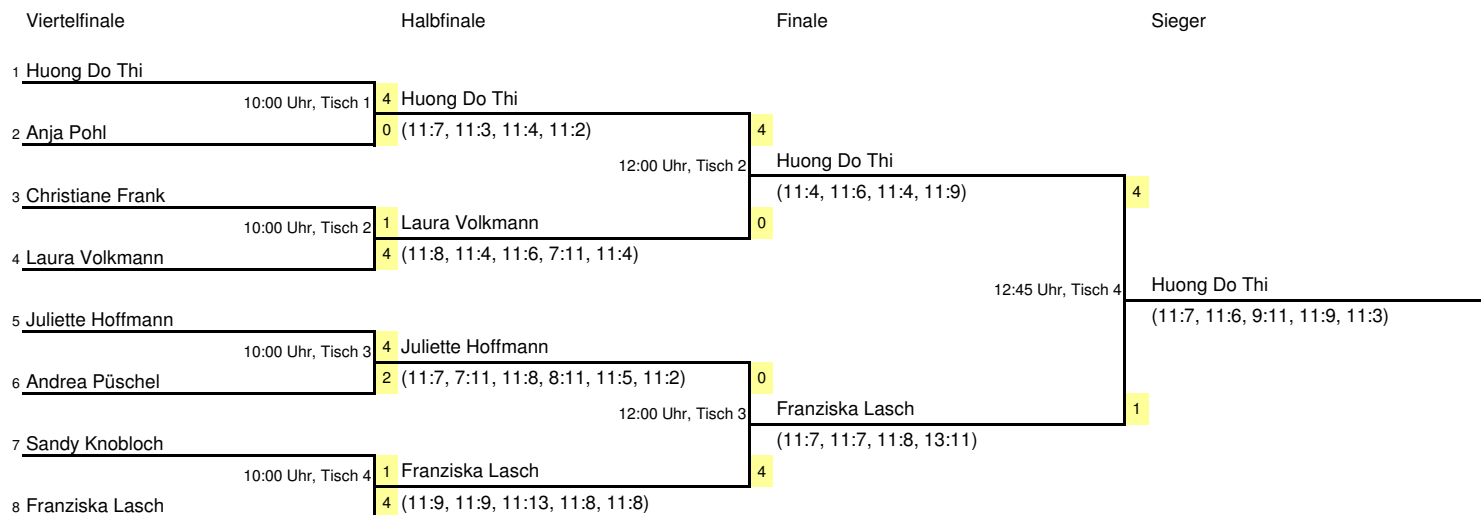 Viertelfinale Halbfinale Finale Sieger
1 Huong Do Thi
10:00 Uhr, Tisch 1 4 Huong Do Thi
2 Anja Pohl 0 (11:7, 11:3, 11:4, 11:2) 4
12:00 Uhr, Tisch 2 Huong Do Thi
3 Christiane Frank (11:4, 11:6, 11:4, 11:9) 4
10:00 Uhr, Tisch 2 1 Laura Volkmann 0
4 Laura Volkmann 4 (11:8, 11:4, 11:6, 7:11, 11:4)
12:45 Uhr, Tisch 4 Huong Do Thi
5 Juliette Hoffmann (11:7, 11:6, 9:11, 11:9, 11:3)
10:00 Uhr, Tisch 3 4 Juliette Hoffmann
6 Andrea Püschel 2 (11:7, 7:11, 11:8, 8:11, 11:5, 11:2) 0
12:00 Uhr, Tisch 3 Franziska Lasch 1
7 Sandy Knobloch (11:7, 11:7, 11:8, 13:11)
10:00 Uhr, Tisch 4 1 Franziska Lasch 4
8 Franziska Lasch 4 (11:9, 11:9, 11:13, 11:8, 11:8)